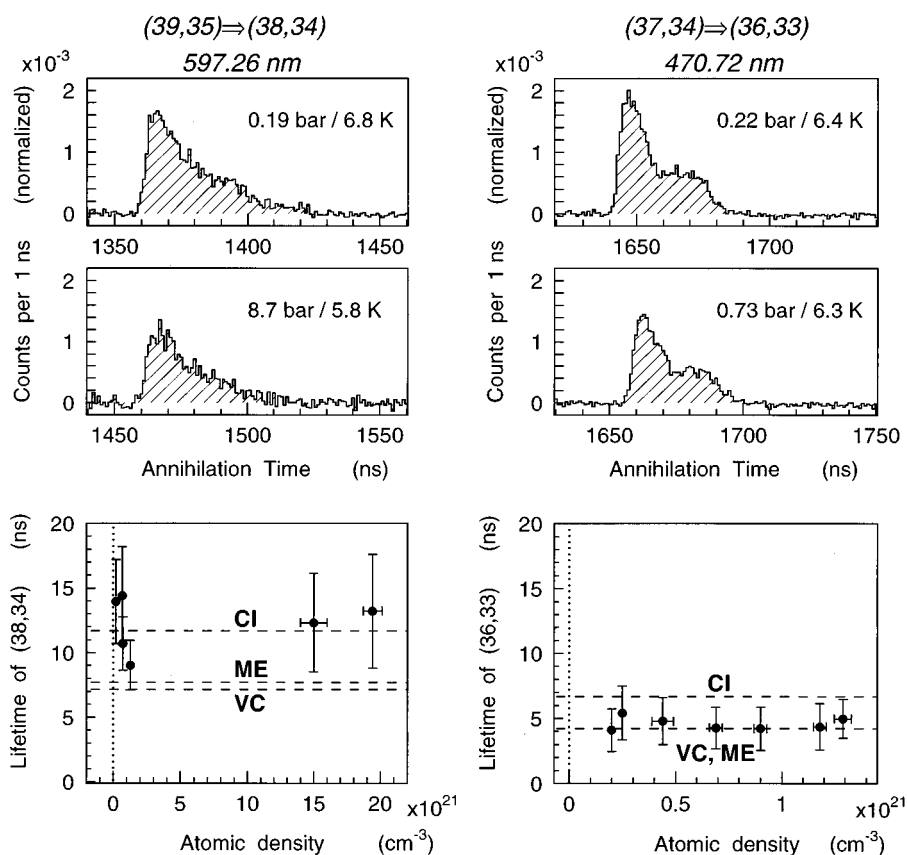 (39,35)⇒(38,34)
597.26 nm
x10-3
2
1
0
0.19 bar / 6.8 K
1350
1400
1450
Counts per 1 ns (normalized)
2
1
0
8.7 bar / 5.8 K
1450
1500
1550
Annihilation Time (ns)
(37,34)⇒(36,33)
470.72 nm
x10-3
2
1
0
0.22 bar / 6.4 K
1650
1700
Counts per 1 ns (normalized)
2
1
0
0.73 bar / 6.3 K
1650
1700
1750
Annihilation Time (ns)
Lifetime of (38,34) (ns)
20
15
10
5
0
CI
ME
VC
0
5
10
15
20
x10^21
Atomic density (cm-3)
Lifetime of (36,33) (ns)
20
15
10
5
0
CI
VC, ME
0
0.5
1
x10^21
Atomic density (cm-3)